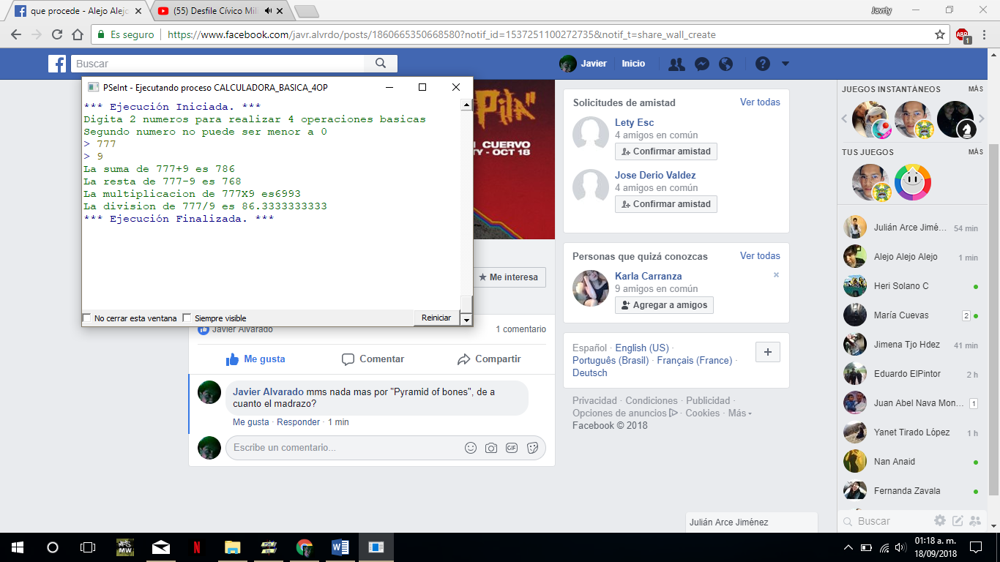 que procede - Alejo Alejo
(55) Desfile Cívico Mili
Javrty
Es seguro
https://www.facebook.com/javr.alvrdo/posts/1860665350668580?notif_id=1537251100272735&notif_t=share_wall_create
ABP
1
Buscar
Javier
Inicio
PSeInt - Ejecutando proceso CALCULADORA_BASICA_4OP
*** Ejecución Iniciada. ***
Digita 2 numeros para realizar 4 operaciones basicas
Segundo numero no puede ser menor a 0
> 777
> 9
La suma de 777+9 es 786
La resta de 777-9 es 768
La multiplicacion de 777X9 es6993
La division de 777/9 es 86.3333333333
*** Ejecución Finalizada. ***
No cerrar esta ventana
Siempre visible
Reiniciar
Pila"
CUERVO
TY - OCT 18
★ Me interesa
Javier Alvarado
1 comentario
Me gusta
Comentar
Compartir
Javier Alvarado mms nada mas por "Pyramid of bones", de a
cuanto el madrazo?
Me gusta · Responder · 1 min
Escribe un comentario...
GIF
Solicitudes de amistad
Ver todas
Lety Esc
4 amigos en común
Confirmar amistad
Jose Derio Valdez
4 amigos en común
Confirmar amistad
Personas que quizá conozcas
Ver todas
Karla Carranza
9 amigos en común
Agregar a amigos
Español · English (US) ·
Português (Brasil) · Français (France) ·
Deutsch
Privacidad · Condiciones · Publicidad ·
Opciones de anuncios · Cookies · Más
Facebook © 2018
JUEGOS INSTANTÁNEOS
MÁS
TUS JUEGOS
MÁS
Julián Arce Jimé...
54 min
Alejo Alejo Alejo
1 min
Heri Solano C
María Cuevas
2
Jimena Tjo Hdez
41 min
Eduardo ElPintor
2 h
Juan Abel Nava Mon...
1
Yanet Tirado López
1 h
Nan Anaid
Fernanda Zavala
Buscar
Julián Arce Jiménez
MW
N
01:18 a. m.
18/09/2018